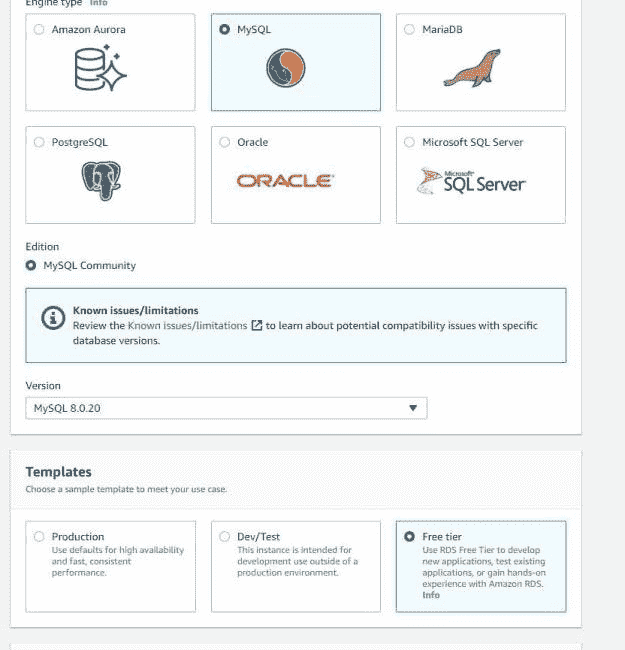 Engine type Info
Amazon Aurora
MySQL
MariaDB
PostgreSQL
Oracle
Microsoft SQL Server
ORACLE
Microsoft
SQL Server
Edition
MySQL Community
Known issues/limitations
Review the Known issues/limitations to learn about potential compatibility issues with specific
database versions.
Version
MySQL 8.0.20
Templates
Choose a sample template to meet your use case.
Production
Use defaults for high availability
and fast, consistent
performance.
Dev/Test
This instance is intended for
development use outside of a
production environment.
Free tier
Use RDS Free Tier to develop
new applications, test existing
applications, or gain hands-on
experience with Amazon RDS.
Info